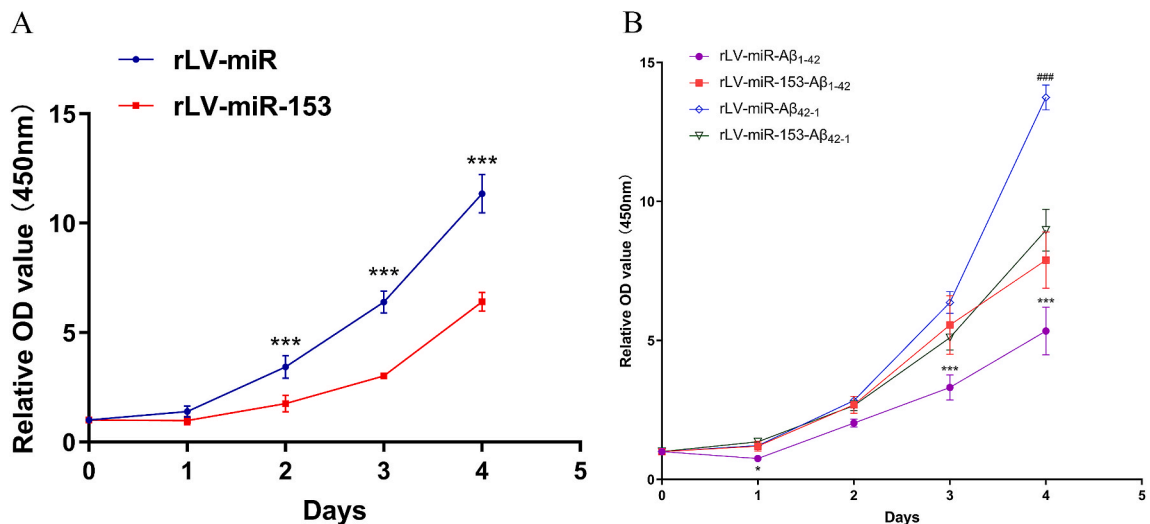 A
rLV-miR
rLV-miR-153
Relative OD value (450nm)
15
10
5
0
***
***
***
0 1 2 3 4 5
Days
B
rLV-miR-Aβ1-42
rLV-miR-153-Aβ1-42
rLV-miR-Aβ42-1
rLV-miR-153-Aβ42-1
Relative OD value (450nm)
15
10
5
0
###
***
***
*
0 1 2 3 4 5
Days